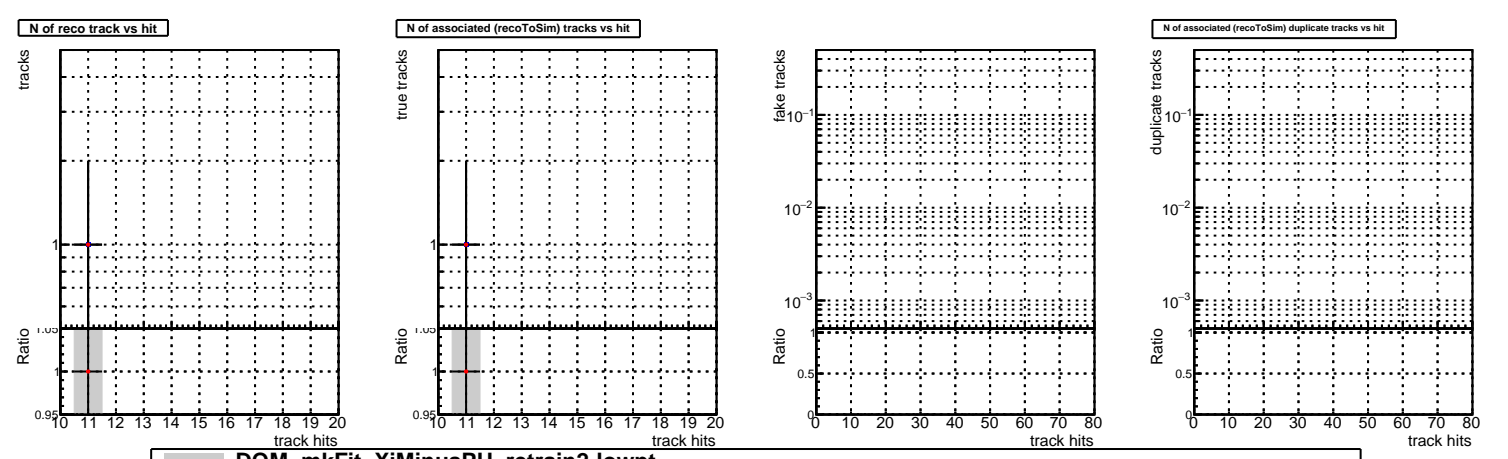 N of reco track vs hit
tracks
1
1.05
Ratio
1
0.95
10 11 12 13 14 15 16 17 18 19 20
track hits
N of associated (recoToSim) tracks vs hit
true tracks
1
1.05
Ratio
1
0.95
10 11 12 13 14 15 16 17 18 19 20
track hits
fake tracks
10⁻¹
10⁻²
10⁻³
Ratio
1
0.5
0
0 10 20 30 40 50 60 70 80
track hits
N of associated (recoToSim) duplicate tracks vs hit
duplicate tracks
10⁻¹
10⁻²
10⁻³
Ratio
1
0.5
0
0 10 20 30 40 50 60 70 80
track hits
DQM_mkFit_XiMinusPU_retrain2 lowpt